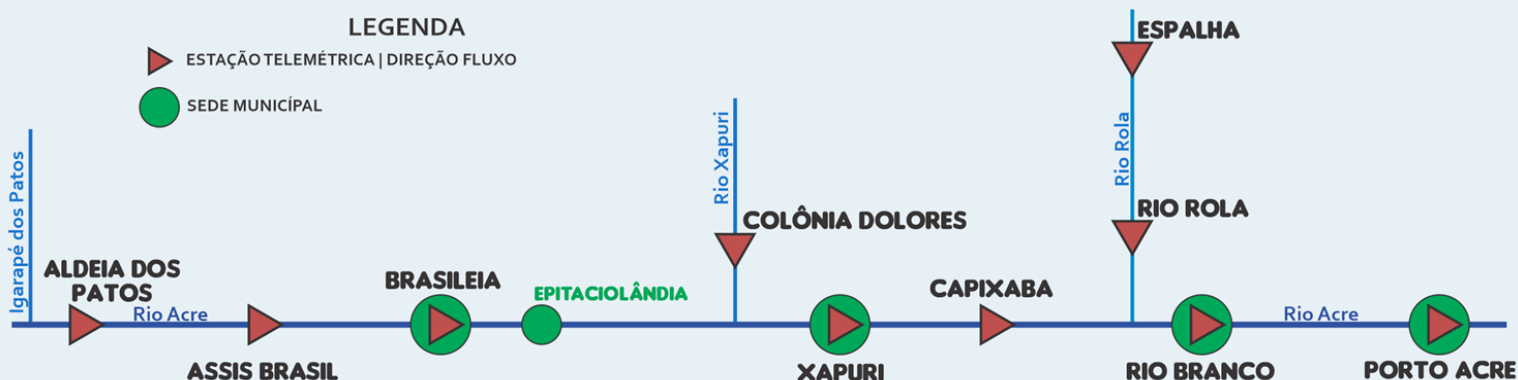 LEGENDA
ESTAÇÃO TELEMÉTRICA | DIREÇÃO FLUXO
SEDE MUNICÍPAL
Igarapé dos Patos
Rio Xapuri
Rio Rola
ESPALHA
RIO ROLA
COLÔNIA DOLORES
ALDEIA DOS
PATOS
Rio Acre
ASSIS BRASIL
BRASILEIA
EPITACIOLÂNDIA
XAPURI
CAPIXABA
RIO BRANCO
Rio Acre
PORTO ACRE